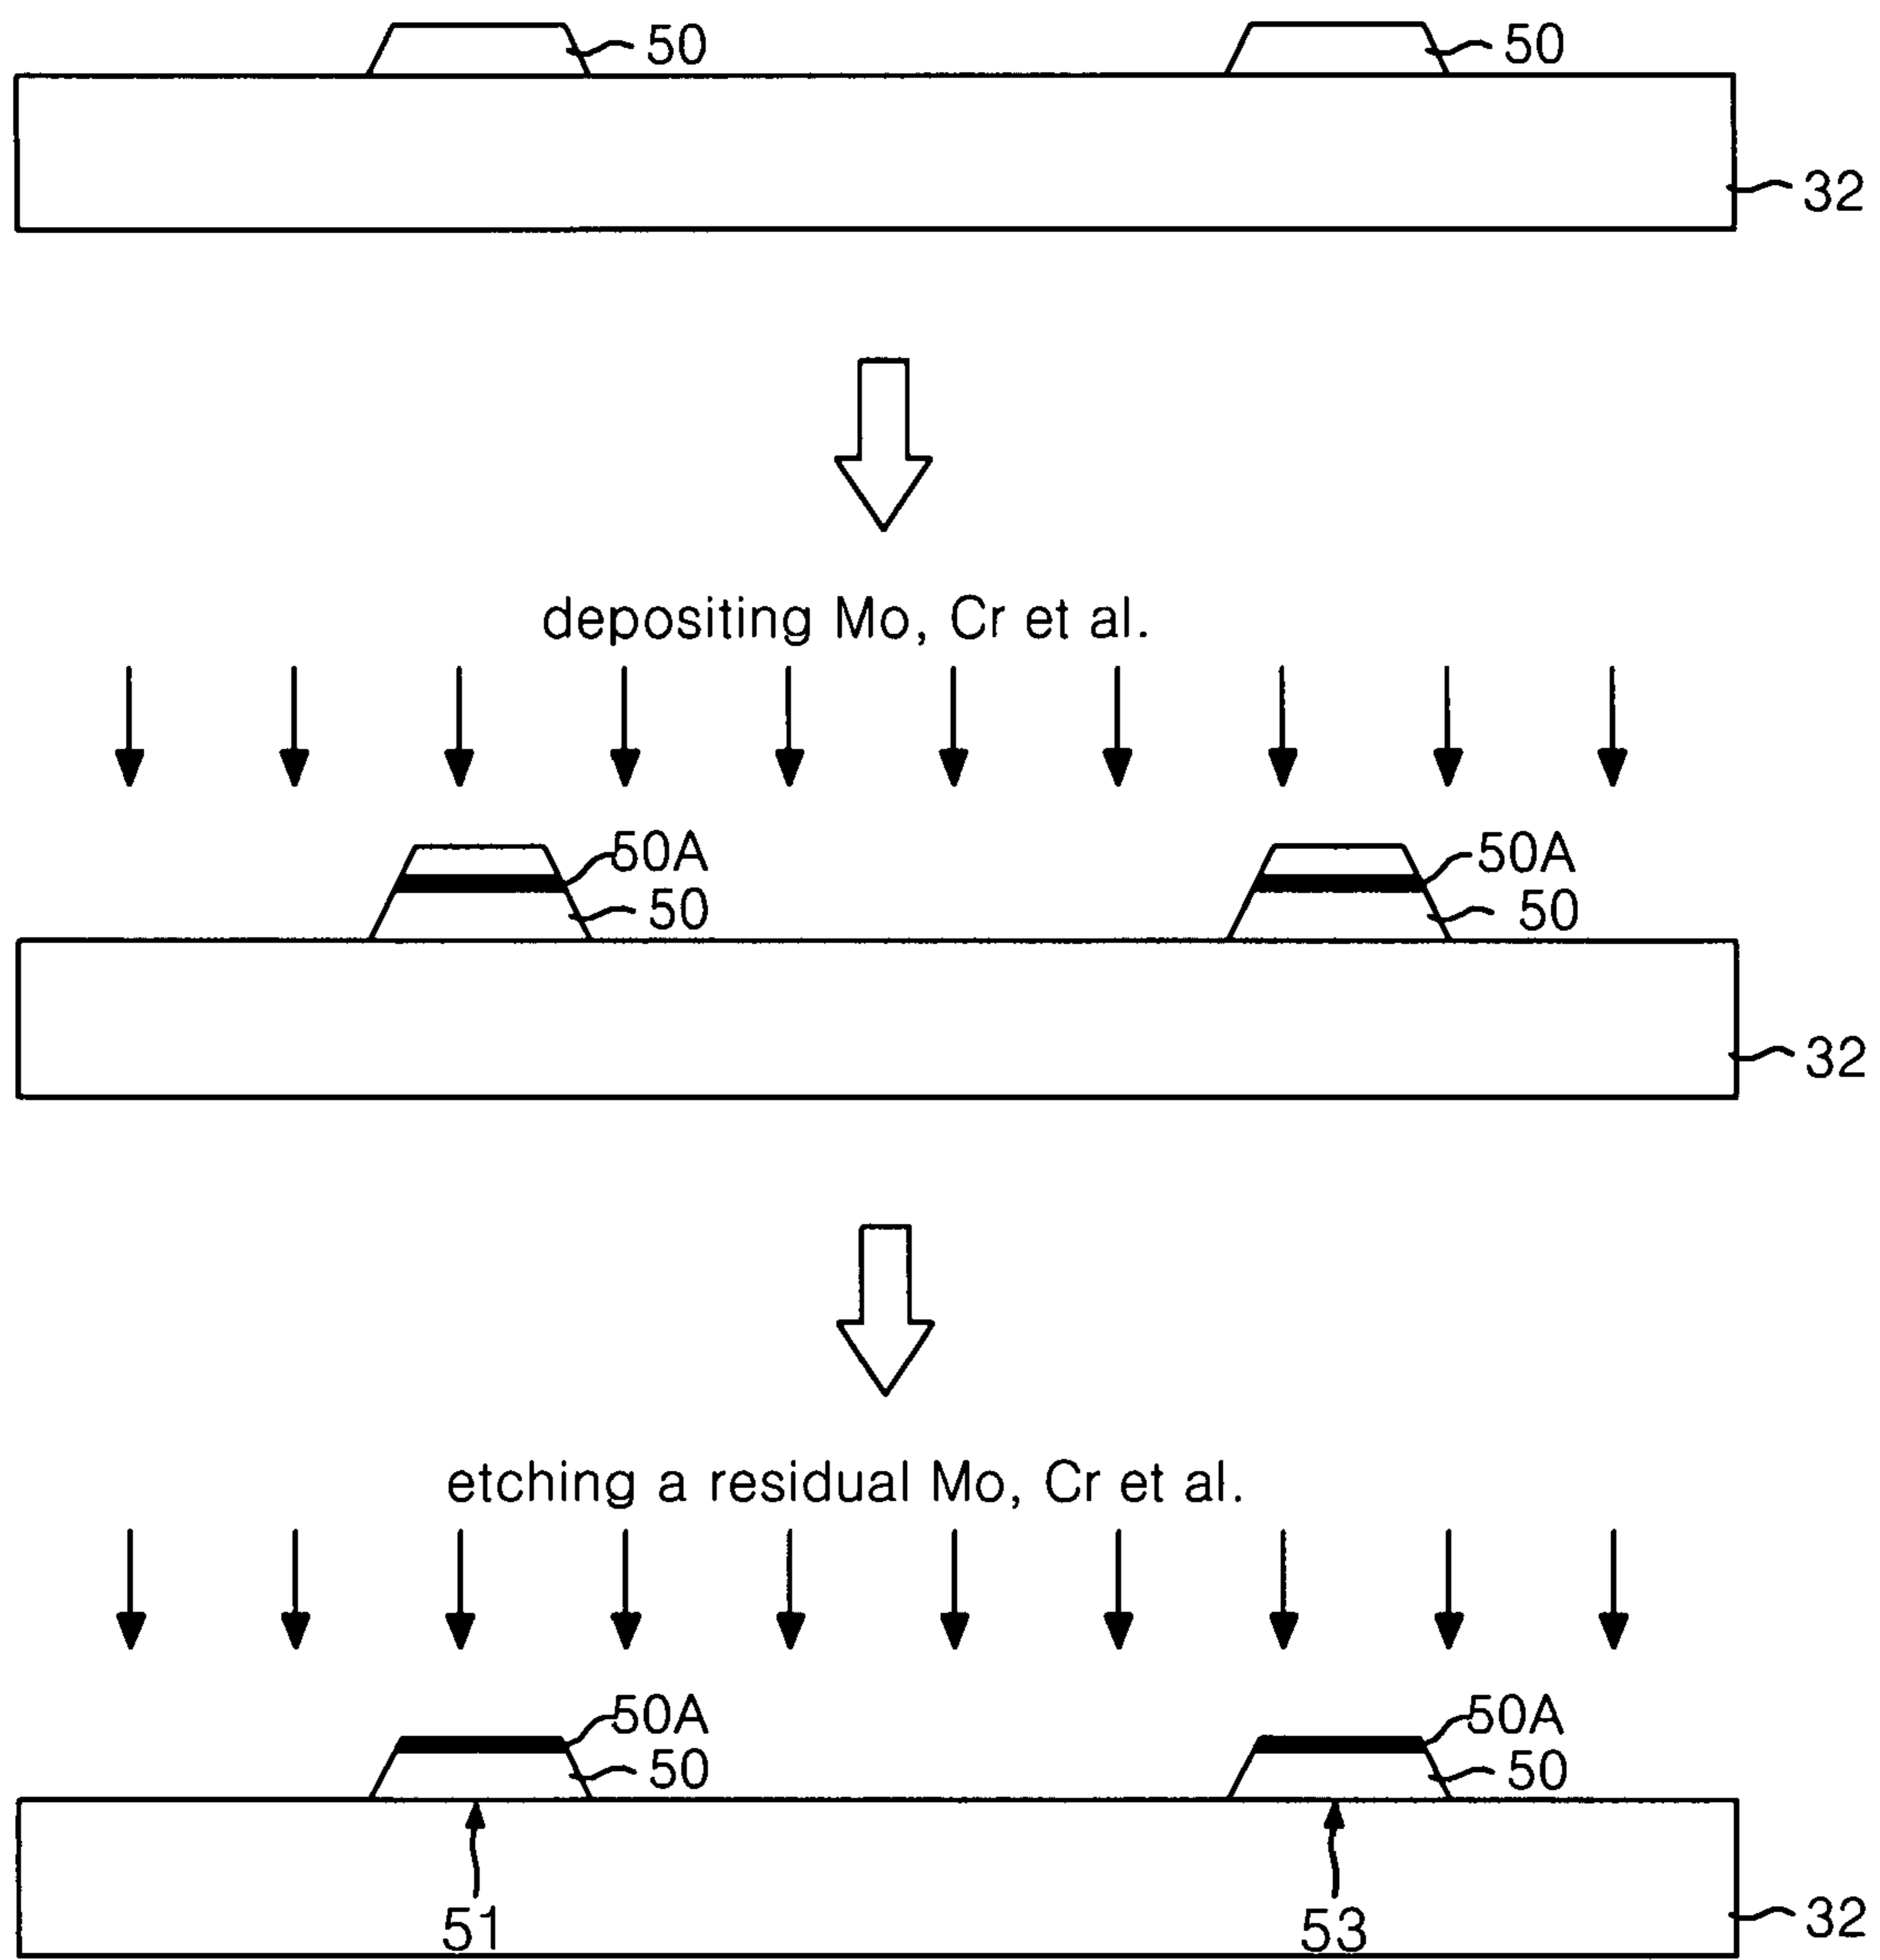 50 50
32
depositing Mo, Cr et al.
50A 50A
50 50
32
etching a residual Mo, Cr et al.
50A 50A
50 50
51 53 32